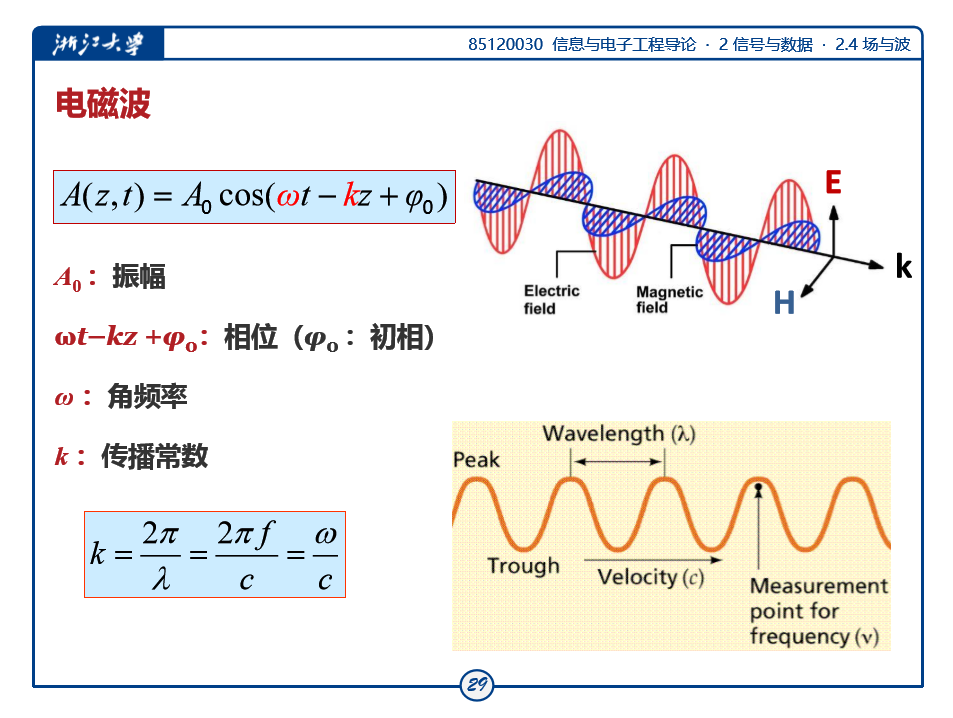 浙江大学
85120030 信息与电子工程导论 · 2 信号与数据 · 2.4 场与波
电磁波
A(z,t) = A₀ cos(ωt − kz + φ₀)
E
k
H
Electric
field
Magnetic
field
A₀： 振幅
ωt−kz +φ₀：相位（φ₀： 初相）
ω： 角频率
k： 传播常数
k = 2π/λ = 2πf/c = ω/c
Wavelength (λ)
Peak
Trough
Velocity (c)
Measurement
point for
frequency (ν)
29